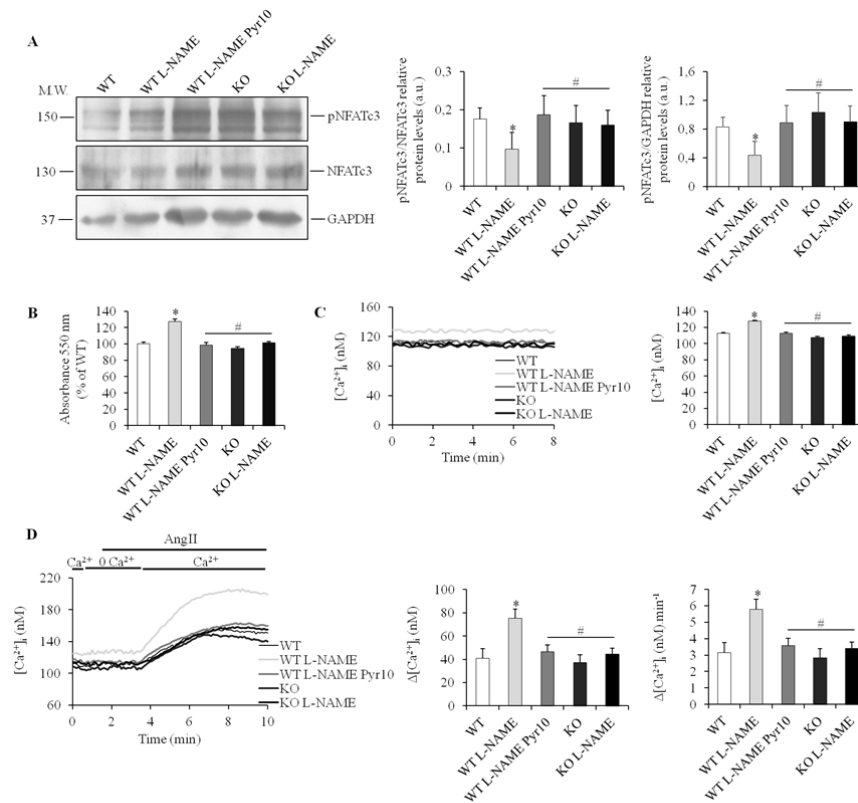 A
WT
WT L-NAME
WT L-NAME Pyr10
KO
KO L-NAME
M.W.
150
pNFATc3
130
NFATc3
37
GAPDH
pNFATc3/NFATc3 relative
protein levels (a.u.)
0,3
0,2
0,1
0
*
#
WT
WT L-NAME
WT L-NAME Pyr10
KO
KO L-NAME
pNFATc3/GAPDH relative
protein levels (a.u.)
1,6
1,2
0,8
0,4
0
*
#
WT
WT L-NAME
WT L-NAME Pyr10
KO
KO L-NAME
B
Absorbance 550 nm
(% of WT)
140
120
100
80
60
40
20
0
*
#
WT
WT L-NAME
WT L-NAME Pyr10
KO
KO L-NAME
C
[Ca²⁺]ᵢ (nM)
160
120
80
40
0
WT
WT L-NAME
WT L-NAME Pyr10
KO
KO L-NAME
0 2 4 6 8
Time (min)
[Ca²⁺]ᵢ (nM)
140
120
100
80
60
40
20
0
*
#
WT
WT L-NAME
WT L-NAME Pyr10
KO
KO L-NAME
D
AngII
Ca²⁺ 0 Ca²⁺ Ca²⁺
[Ca²⁺]ᵢ (nM)
220
180
140
100
60
WT
WT L-NAME
WT L-NAME Pyr10
KO
KO L-NAME
0 2 4 6 8 10
Time (min)
Δ[Ca²⁺]ᵢ (nM)
100
80
60
40
20
0
*
#
WT
WT L-NAME
WT L-NAME Pyr10
KO
KO L-NAME
Δ[Ca²⁺]ᵢ (nM) min⁻¹
7
6
5
4
3
2
1
0
*
#
WT
WT L-NAME
WT L-NAME Pyr10
KO
KO L-NAME